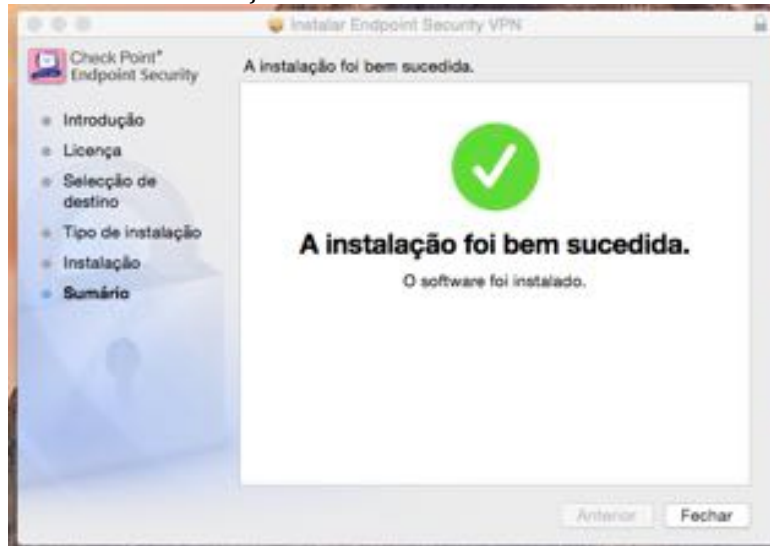 Instalar Endpoint Security VPN
Check Point®
Endpoint Security
A instalação foi bem sucedida.
Introdução
Licença
Selecção de
destino
Tipo de instalação
Instalação
Sumário
A instalação foi bem sucedida.
O software foi instalado.
Anterior
Fechar